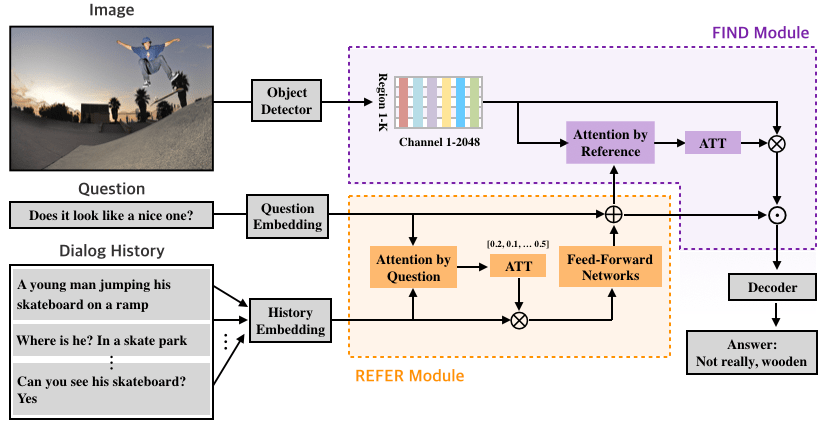 Image
FIND Module
Object
Detector
Region 1-K
Channel 1-2048
Attention by
Reference
ATT
Question
Does it look like a nice one?
Question
Embedding
Dialog History
A young man jumping his
skateboard on a ramp
Where is he? In a skate park
⋮
Can you see his skateboard?
Yes
History
Embedding
⋮
Attention by
Question
[0.2, 0.1, … 0.5]
ATT
Feed-Forward
Networks
REFER Module
Decoder
Answer:
Not really, wooden